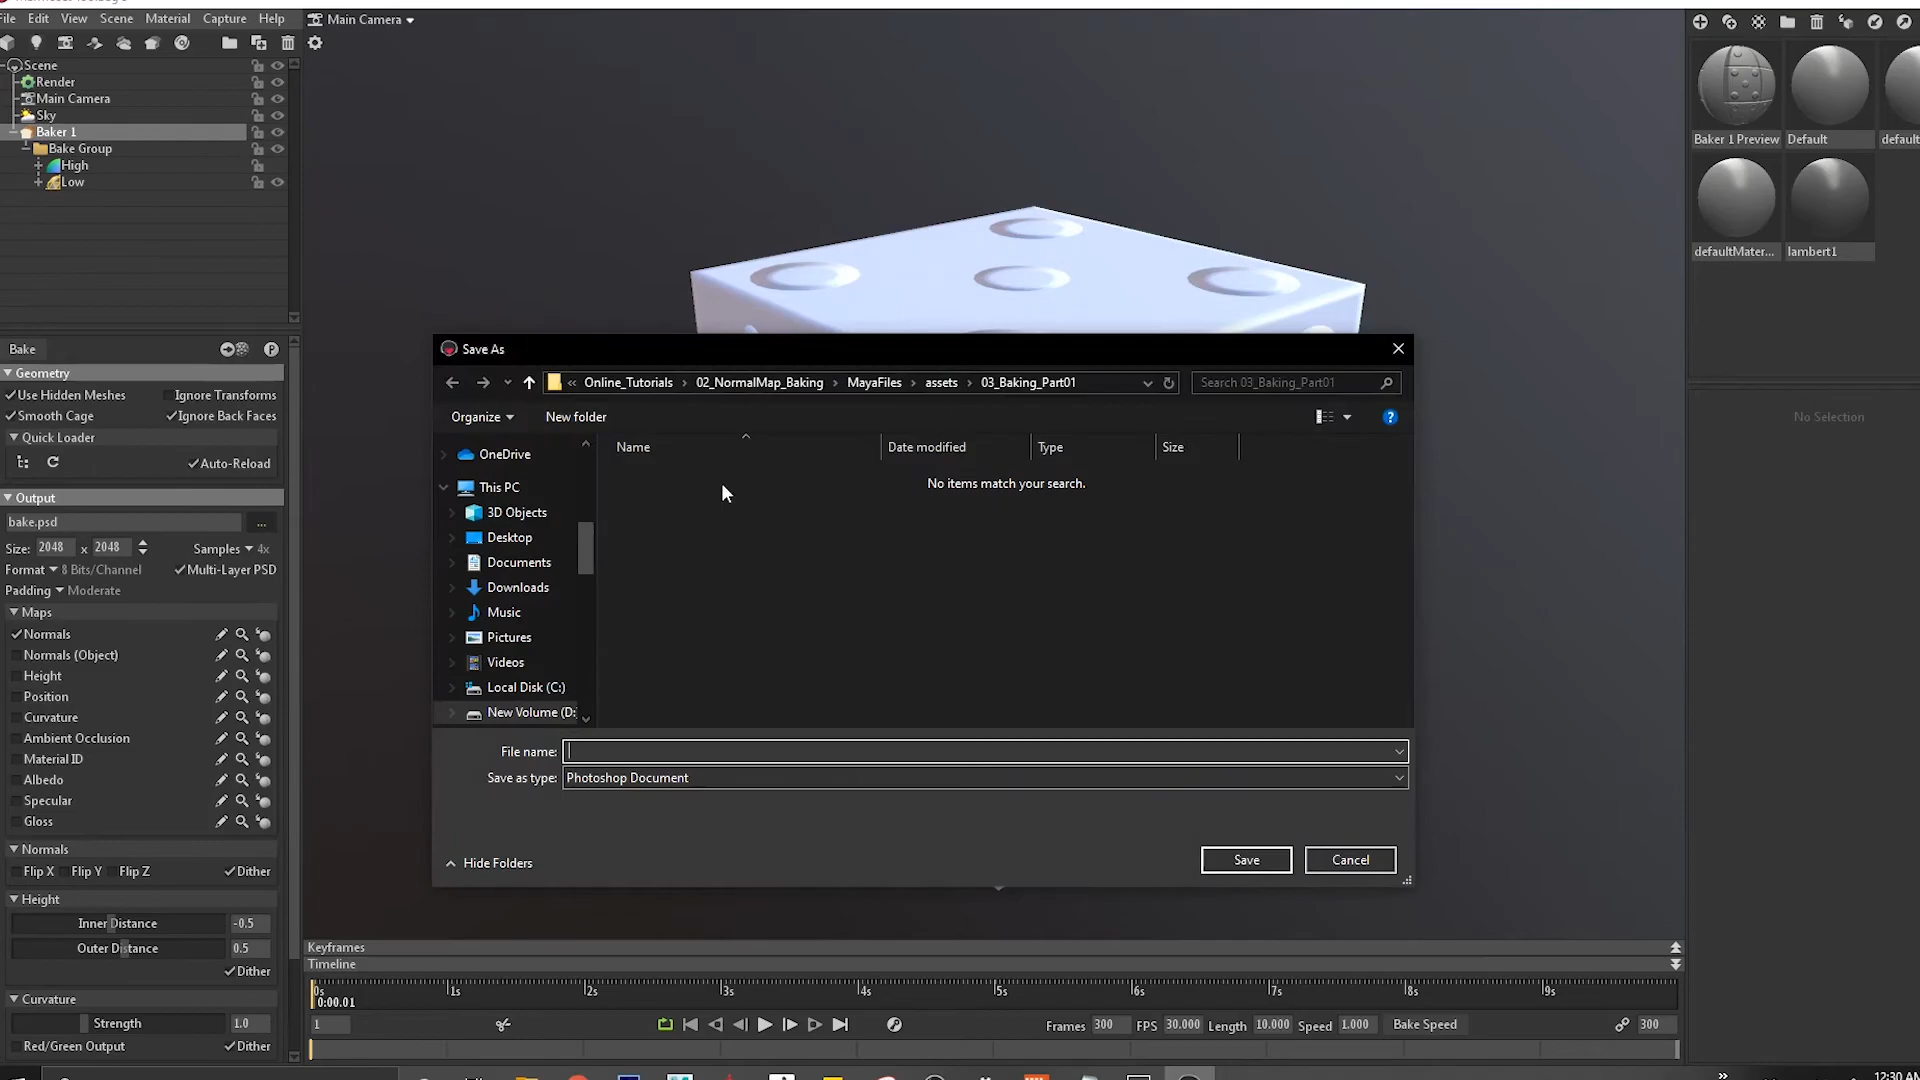 File Edit View Scene Material Capture Help
Main Camera
Scene
Render
Main Camera
Sky
Baker 1
Bake Group
High
Low
Baker 1 Preview Default
defaultMater... lambert1
No Selection
Bake
P
Geometry
Use Hidden Meshes Ignore Transforms
Smooth Cage Ignore Back Faces
Quick Loader
Auto-Reload
Output
bake.psd ...
Size: 2048 x 2048 Samples 4x
Format 8 Bits/Channel Multi-Layer PSD
Padding Moderate
Maps
Normals
Normals (Object)
Height
Position
Curvature
Ambient Occlusion
Material ID
Albedo
Specular
Gloss
Normals
Flip X Flip Y Flip Z Dither
Height
Inner Distance -0.5
Outer Distance 0.5
Dither
Curvature
Strength 1.0
Red/Green Output Dither
Save As
« Online_Tutorials › 02_NormalMap_Baking › MayaFiles › assets › 03_Baking_Part01
Search 03_Baking_Part01
Organize New folder
Name Date modified Type Size
No items match your search.
OneDrive
This PC
3D Objects
Desktop
Documents
Downloads
Music
Pictures
Videos
Local Disk (C:)
New Volume (D:
File name:
Save as type: Photoshop Document
Hide Folders
Save Cancel
Keyframes
Timeline
0s 1s 2s 3s 4s 5s 6s 7s 8s 9s
0:00.01
1
Frames 300 FPS 30.000 Length 10.000 Speed 1.000 Bake Speed 300
12:30 AM